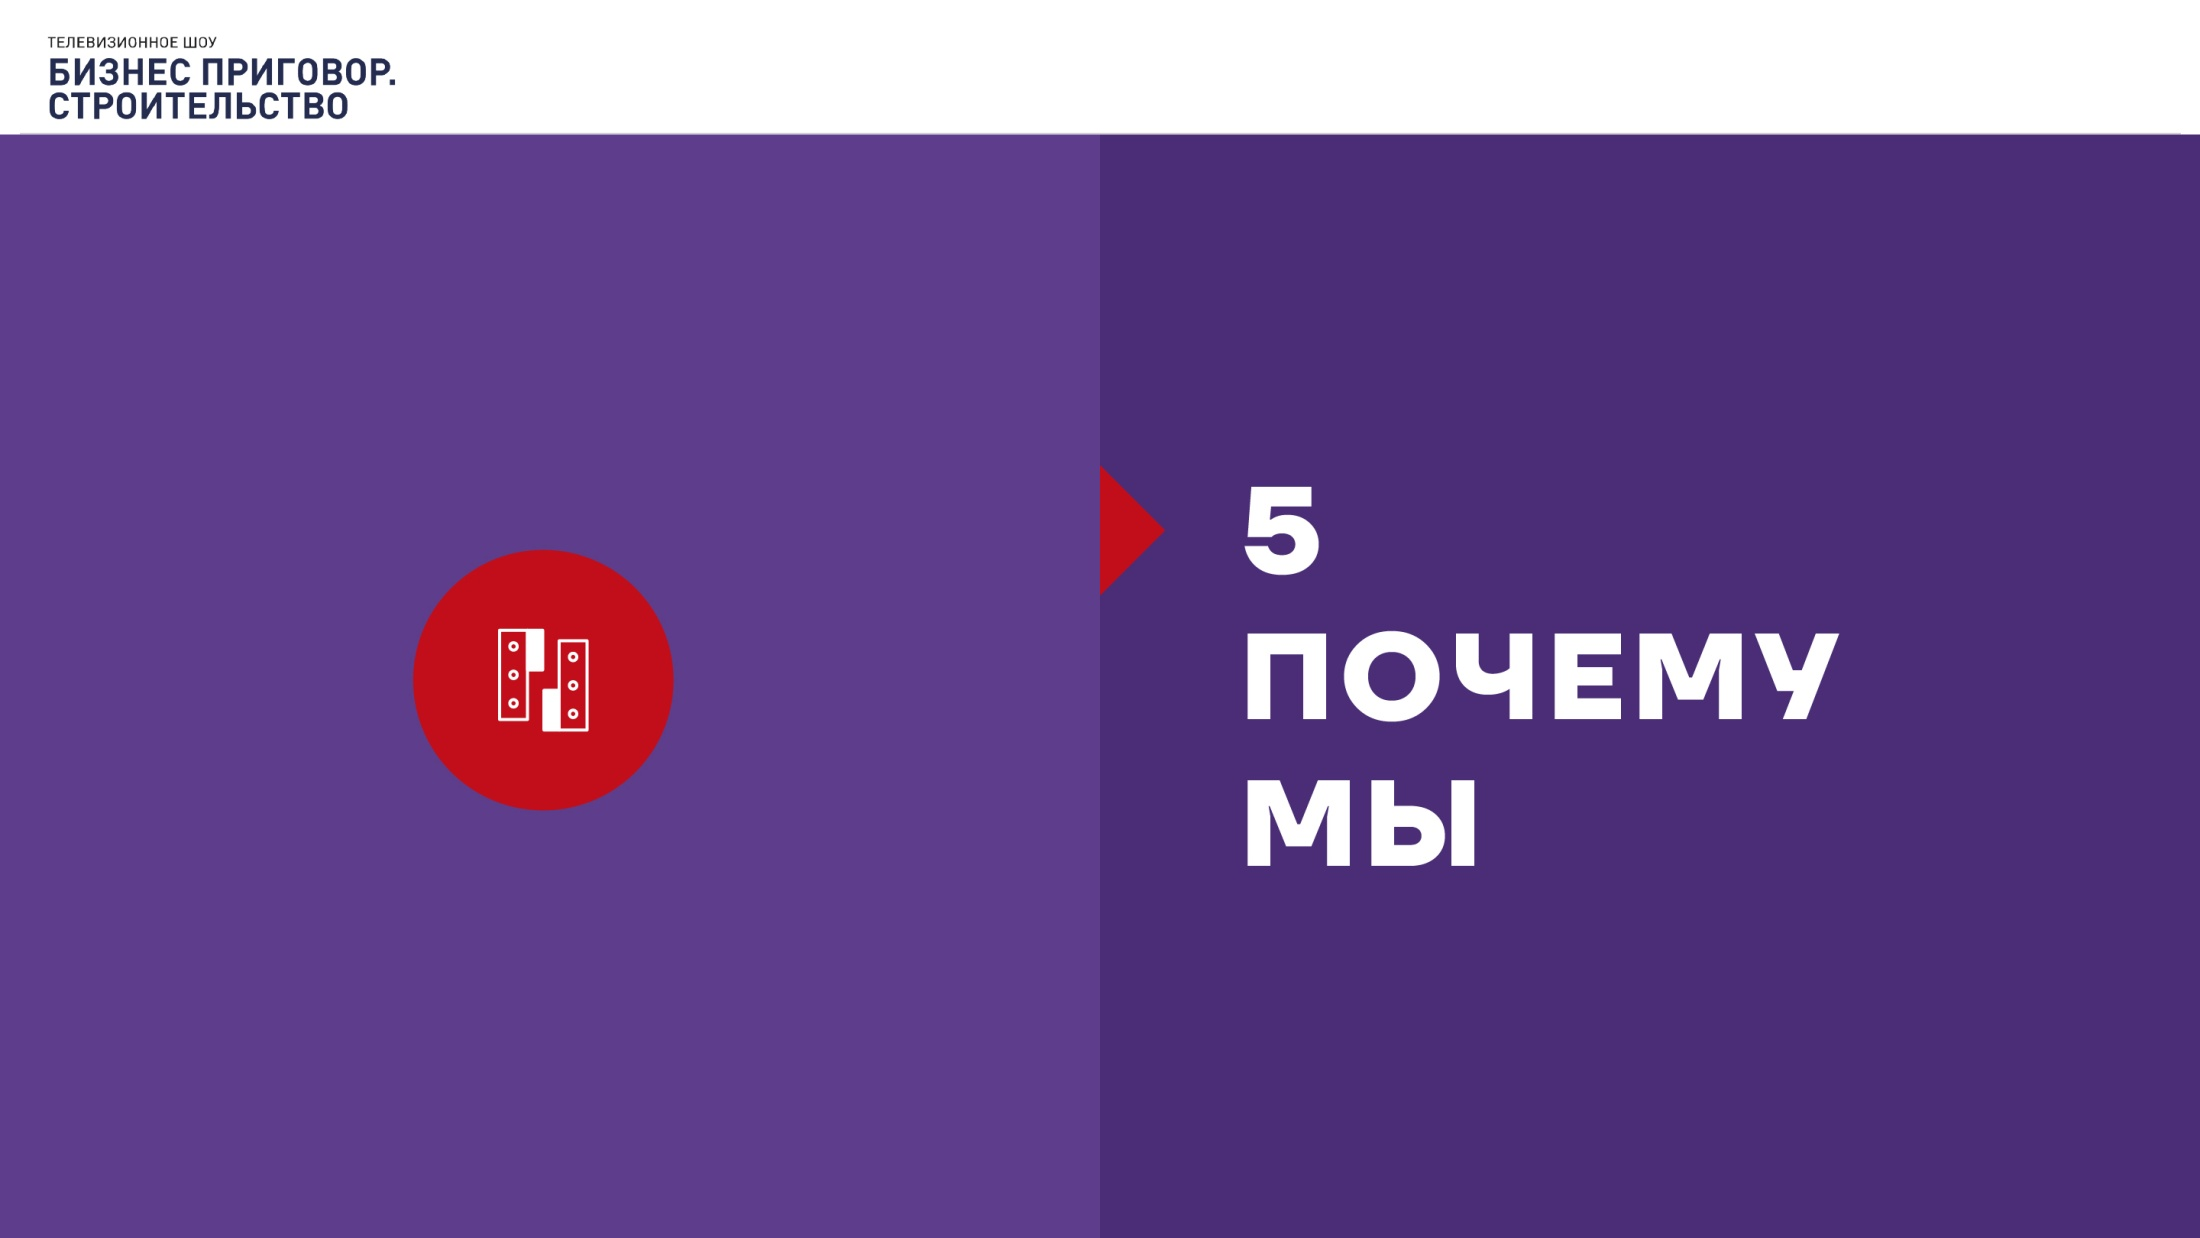 ТЕЛЕВИЗИОННОЕ ШОУ
БИЗНЕС ПРИГОВОР.
СТРОИТЕЛЬСТВО
5
ПОЧЕМУ
МЫ